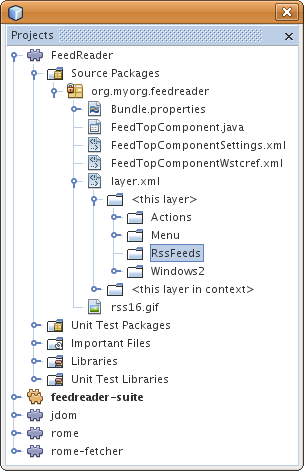 Projects
FeedReader
Source Packages
org.myorg.feedreader
Bundle.properties
FeedTopComponent.java
FeedTopComponentSettings.xml
FeedTopComponentWstcref.xml
layer.xml
<this layer>
Actions
Menu
RssFeeds
Windows2
<this layer in context>
rss16.gif
Unit Test Packages
Important Files
Libraries
Unit Test Libraries
feedreader-suite
jdom
rome
rome-fetcher